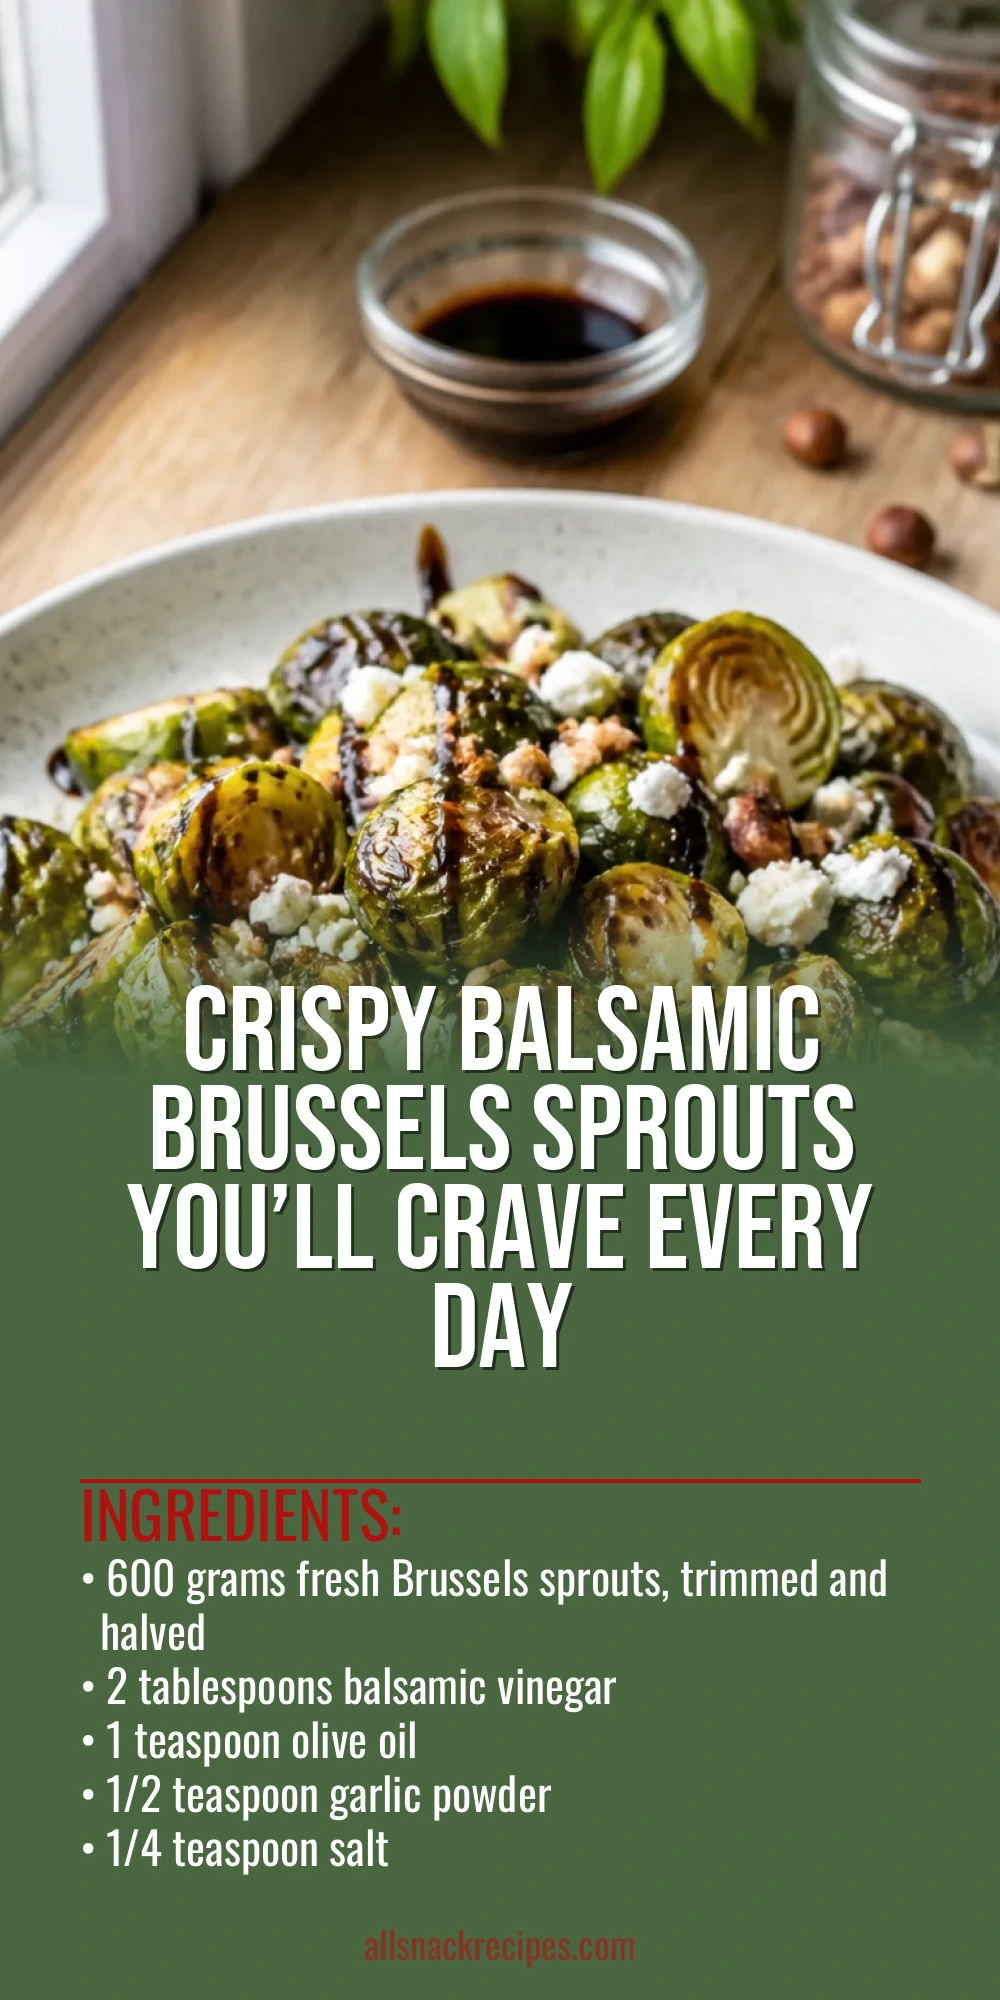 CRISPY BALSAMIC
BRUSSELS SPROUTS
YOU’LL CRAVE EVERY
DAY
INGREDIENTS:
• 600 grams fresh Brussels sprouts, trimmed and
halved
• 2 tablespoons balsamic vinegar
• 1 teaspoon olive oil
• 1/2 teaspoon garlic powder
• 1/4 teaspoon salt
allsnackrecipes.com